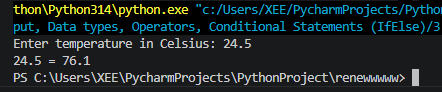 thon\Python314\python.exe "c:/Users/XEE/PycharmProjects/Pytho
put, Data types, Operators, Conditional Statements (IfElse)/3
Enter temperature in Celsius: 24.5
24.5 = 76.1
PS C:\Users\XEE\PycharmProjects\PythonProject\renewwwww>